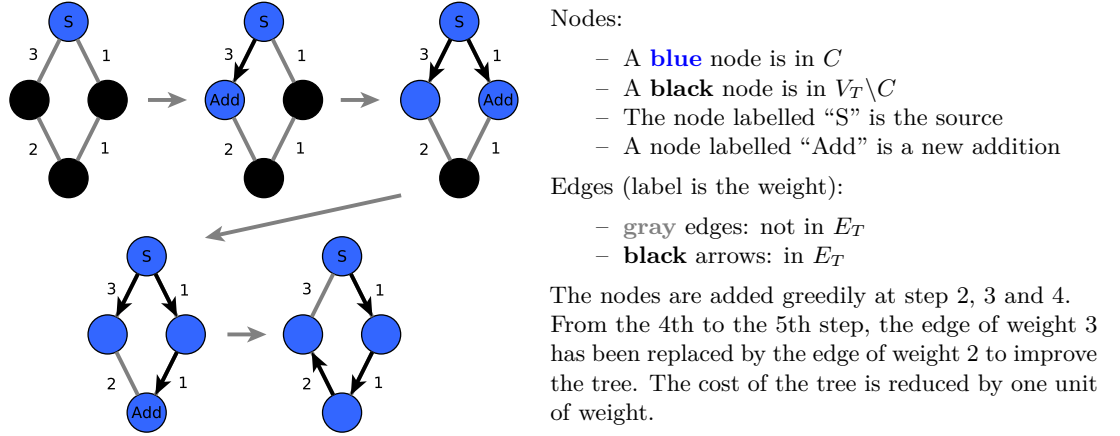 S
3
1
2
1
S
3
1
Add
2
1
S
3
1
Add
2
1
S
3
1
2
1
Add
S
3
1
2
1
Nodes:
– A blue node is in C
– A black node is in V_T\C
– The node labelled “S” is the source
– A node labelled “Add” is a new addition
Edges (label is the weight):
– gray edges: not in E_T
– black arrows: in E_T
The nodes are added greedily at step 2, 3 and 4.
From the 4th to the 5th step, the edge of weight 3
has been replaced by the edge of weight 2 to improve
the tree. The cost of the tree is reduced by one unit
of weight.